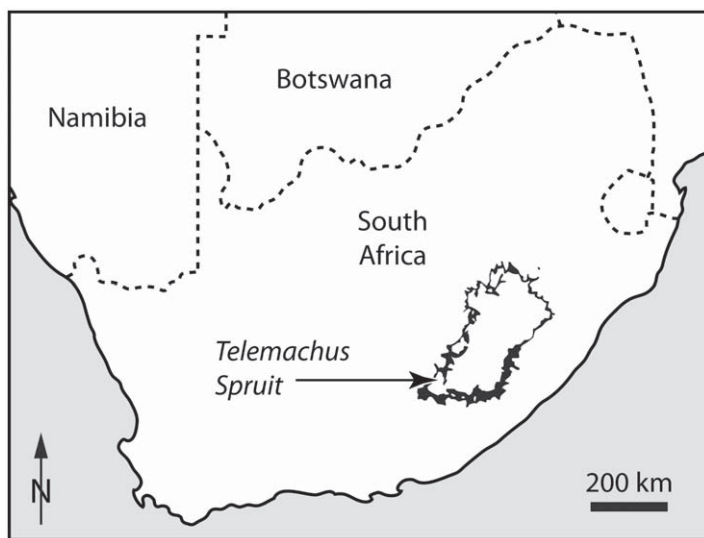 Botswana
Namibia
South
Africa
Telemachus
Spruit
N
200 km